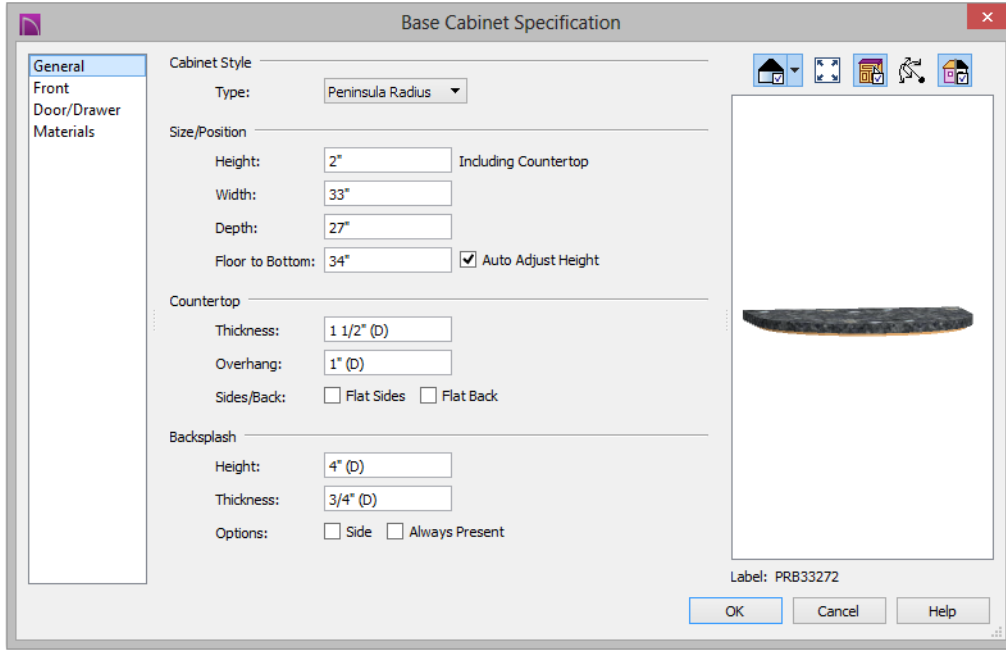 Base Cabinet Specification
General
Front
Door/Drawer
Materials
Cabinet Style
Type: Peninsula Radius
Size/Position
Height: 2" Including Countertop
Width: 33"
Depth: 27"
Floor to Bottom: 34" Auto Adjust Height
Countertop
Thickness: 1 1/2" (D)
Overhang: 1" (D)
Sides/Back: Flat Sides Flat Back
Backsplash
Height: 4" (D)
Thickness: 3/4" (D)
Options: Side Always Present
Label: PRB33272
OK Cancel Help